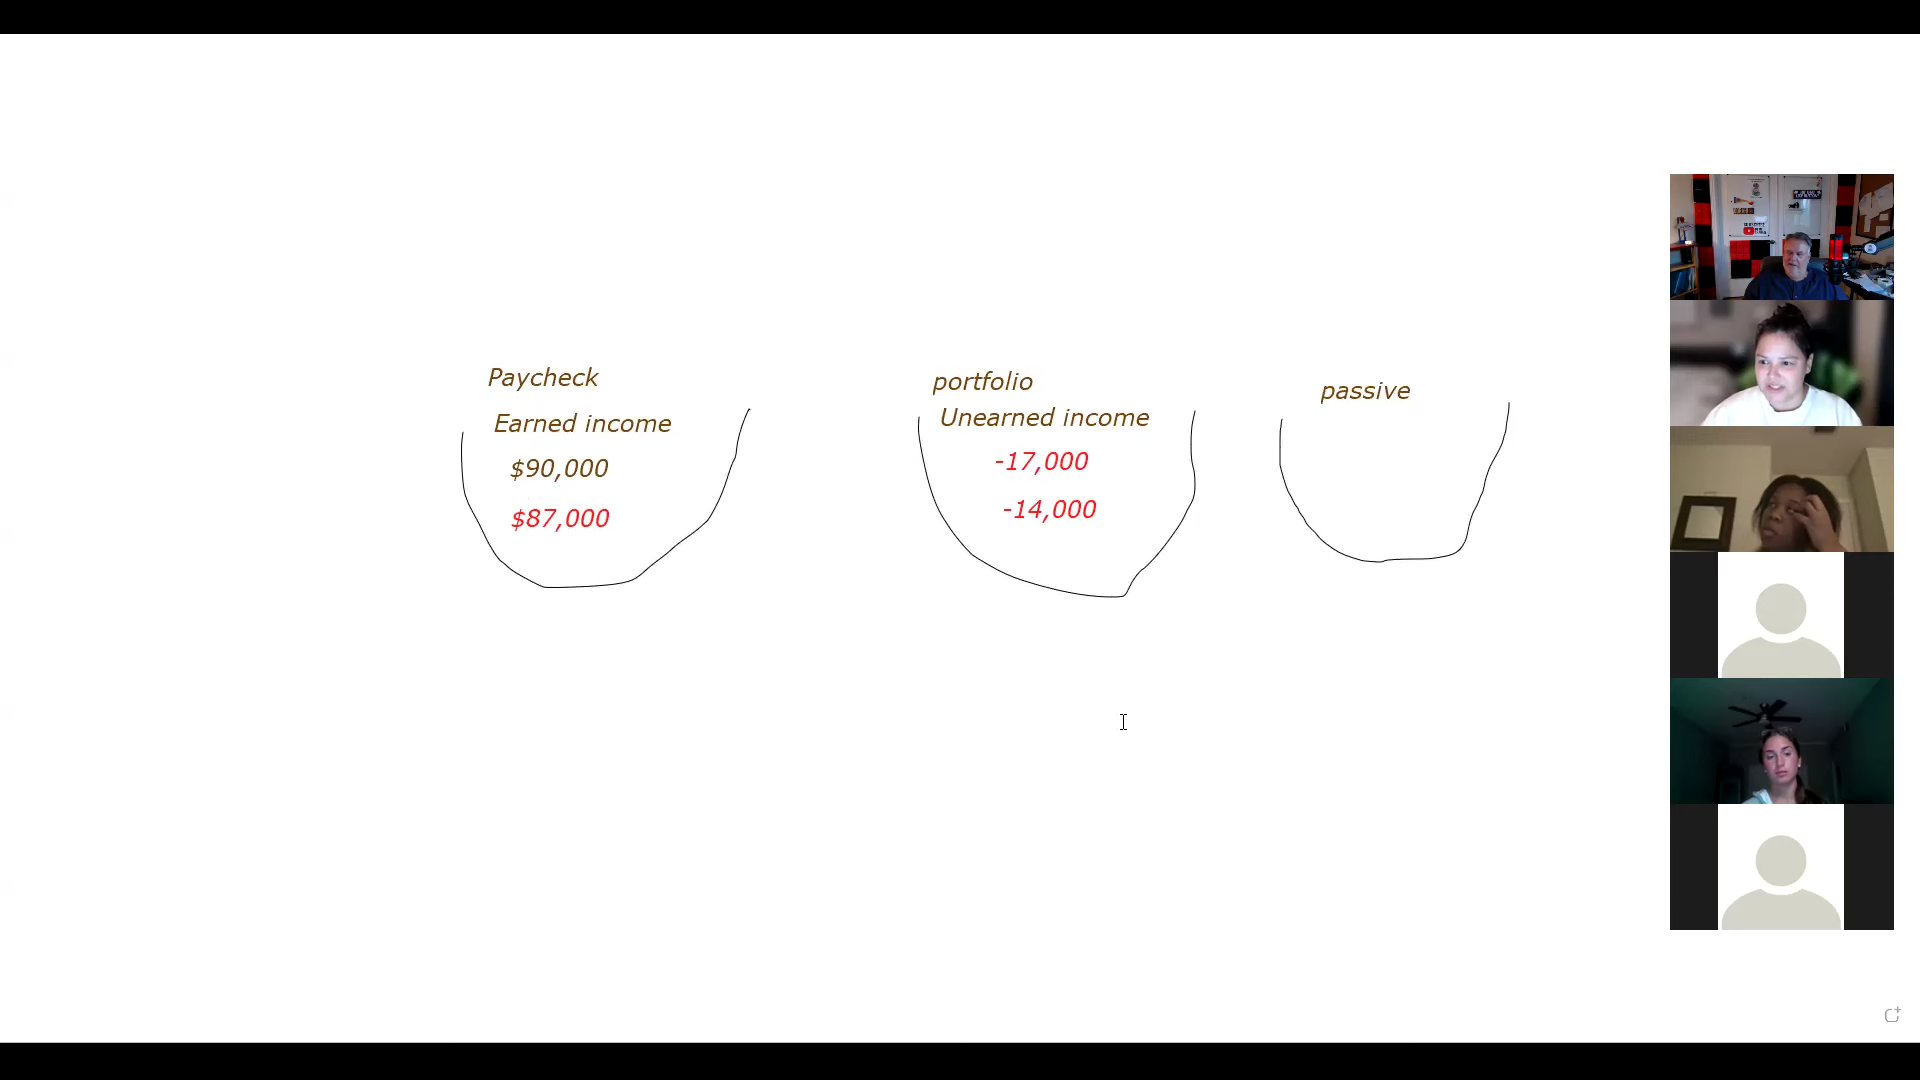 Paycheck
Earned income
$90,000
$87,000
portfolio
Unearned income
-17,000
-14,000
passive